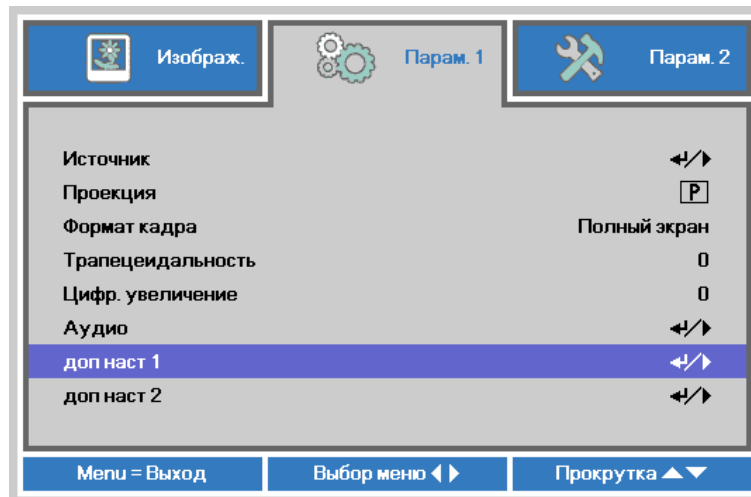 Изображ.
Парам. 1
Парам. 2
Источник
Проекция P
Формат кадра Полный экран
Трапецеидальность 0
Цифр. увеличение 0
Аудио
доп наст 1
доп наст 2
Menu = Выход
Выбор меню
Прокрутка